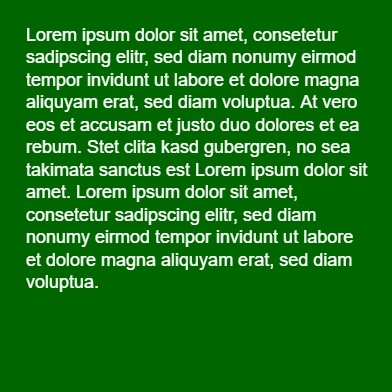 Lorem ipsum dolor sit amet, consetetur
sadipscing elitr, sed diam nonumy eirmod
tempor invidunt ut labore et dolore magna
aliquyam erat, sed diam voluptua. At vero
eos et accusam et justo duo dolores et ea
rebum. Stet clita kasd gubergren, no sea
takimata sanctus est Lorem ipsum dolor sit
amet. Lorem ipsum dolor sit amet,
consetetur sadipscing elitr, sed diam
nonumy eirmod tempor invidunt ut labore
et dolore magna aliquyam erat, sed diam
voluptua.